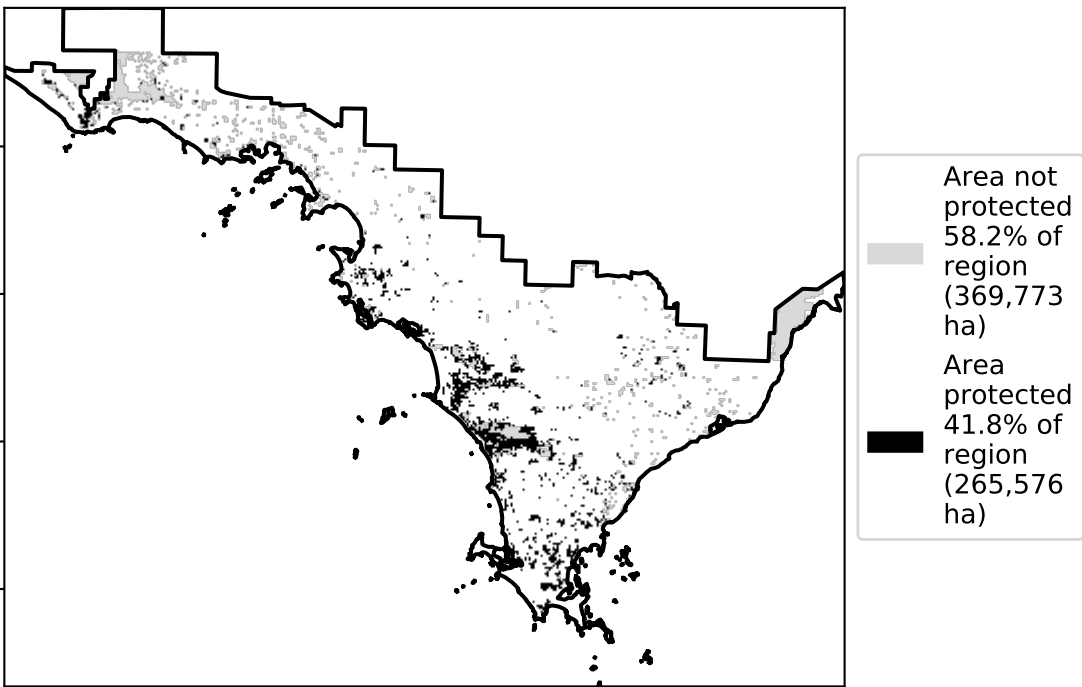 Area not
protected
58.2% of
region
(369,773
ha)
Area
protected
41.8% of
region
(265,576
ha)